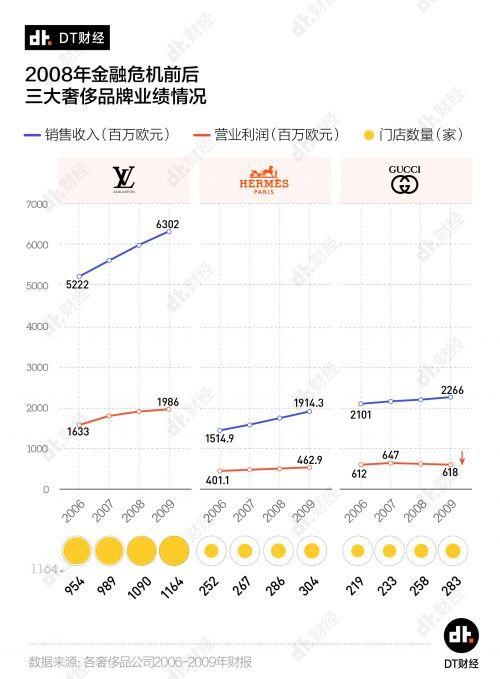 dt. DT财经
2008年金融危机前后
三大奢侈品牌业绩情况
销售收入(百万欧元) 营业利润(百万欧元) 门店数量(家)
LV
LOUIS VUITTON
HERMÈS
PARIS
GUCCI
7000
6000
5000
4000
3000
2000
1000
0
5222 6302
1633 1986
1514.9 1914.3
401.1 462.9
2101 2266
612 647 618
2006 2007 2008 2009 2006 2007 2008 2009 2006 2007 2008 2009
1164
954 989 1090 1164 252 267 286 304 219 233 258 283
数据来源: 各奢侈品公司2006-2009年财报
dt.
DT财经